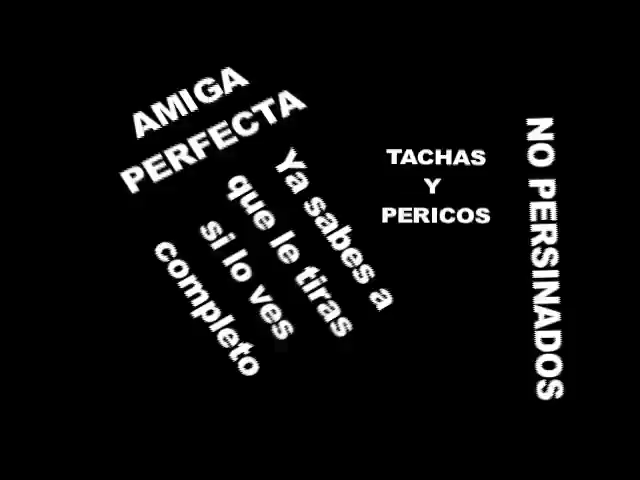 AMIGA
PERFECTA
Ya sabes a
que le tiras
si lo ves
completo
TACHAS
Y
PERICOS
NO PERSINADOS